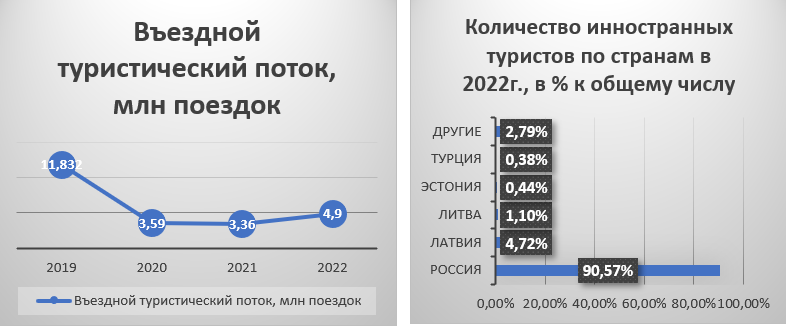 Въездной
туристический поток,
млн поездок
11,832
3,59
3,36
4,9
2019
2020
2021
2022
Въездной туристический поток, млн поездок
Количество инностранных
туристов по странам в
2022г., в % к общему числу
ДРУГИЕ 2,79%
ТУРЦИЯ 0,38%
ЭСТОНИЯ 0,44%
ЛИТВА 1,10%
ЛАТВИЯ 4,72%
РОССИЯ 90,57%
0,00% 20,00% 40,00% 60,00% 80,00% 100,00%